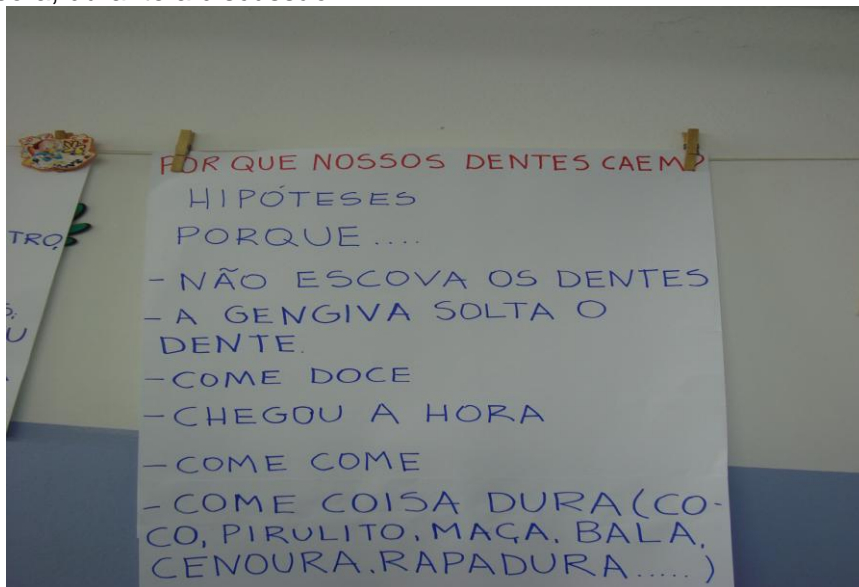 POR QUE NOSSOS DENTES CAEM?
HIPÓTESES
PORQUE....
- NÃO ESCOVA OS DENTES
- A GENGIVA SOLTA O
DENTE.
- COME DOCE
- CHEGOU A HORA
- COME COME
- COME COISA DURA (CO-
CO, PIRULITO, MAÇA, BALA,
CENOURA, RAPADURA.....)
TRO,
U